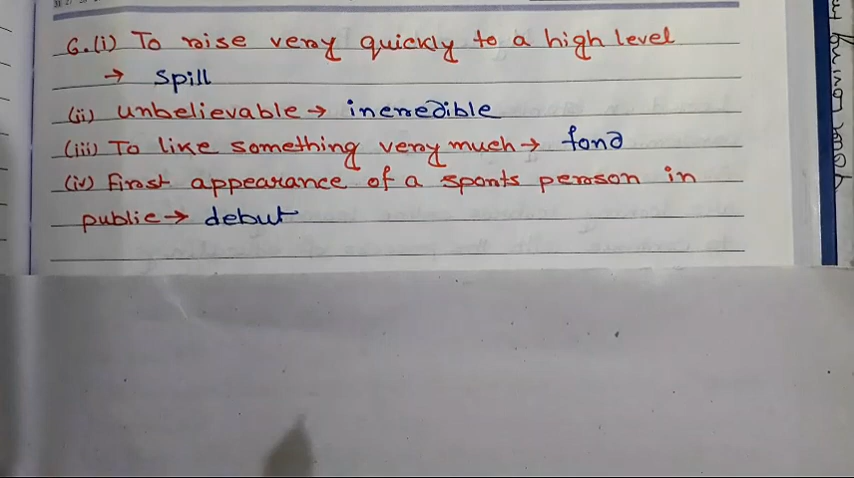 6.(i) To rise very quickly to a high level
→ Spill
(ii) unbelievable → incredible
(iii) To like something very much → fond
(iv) First appearance of a sports person in
public → debut